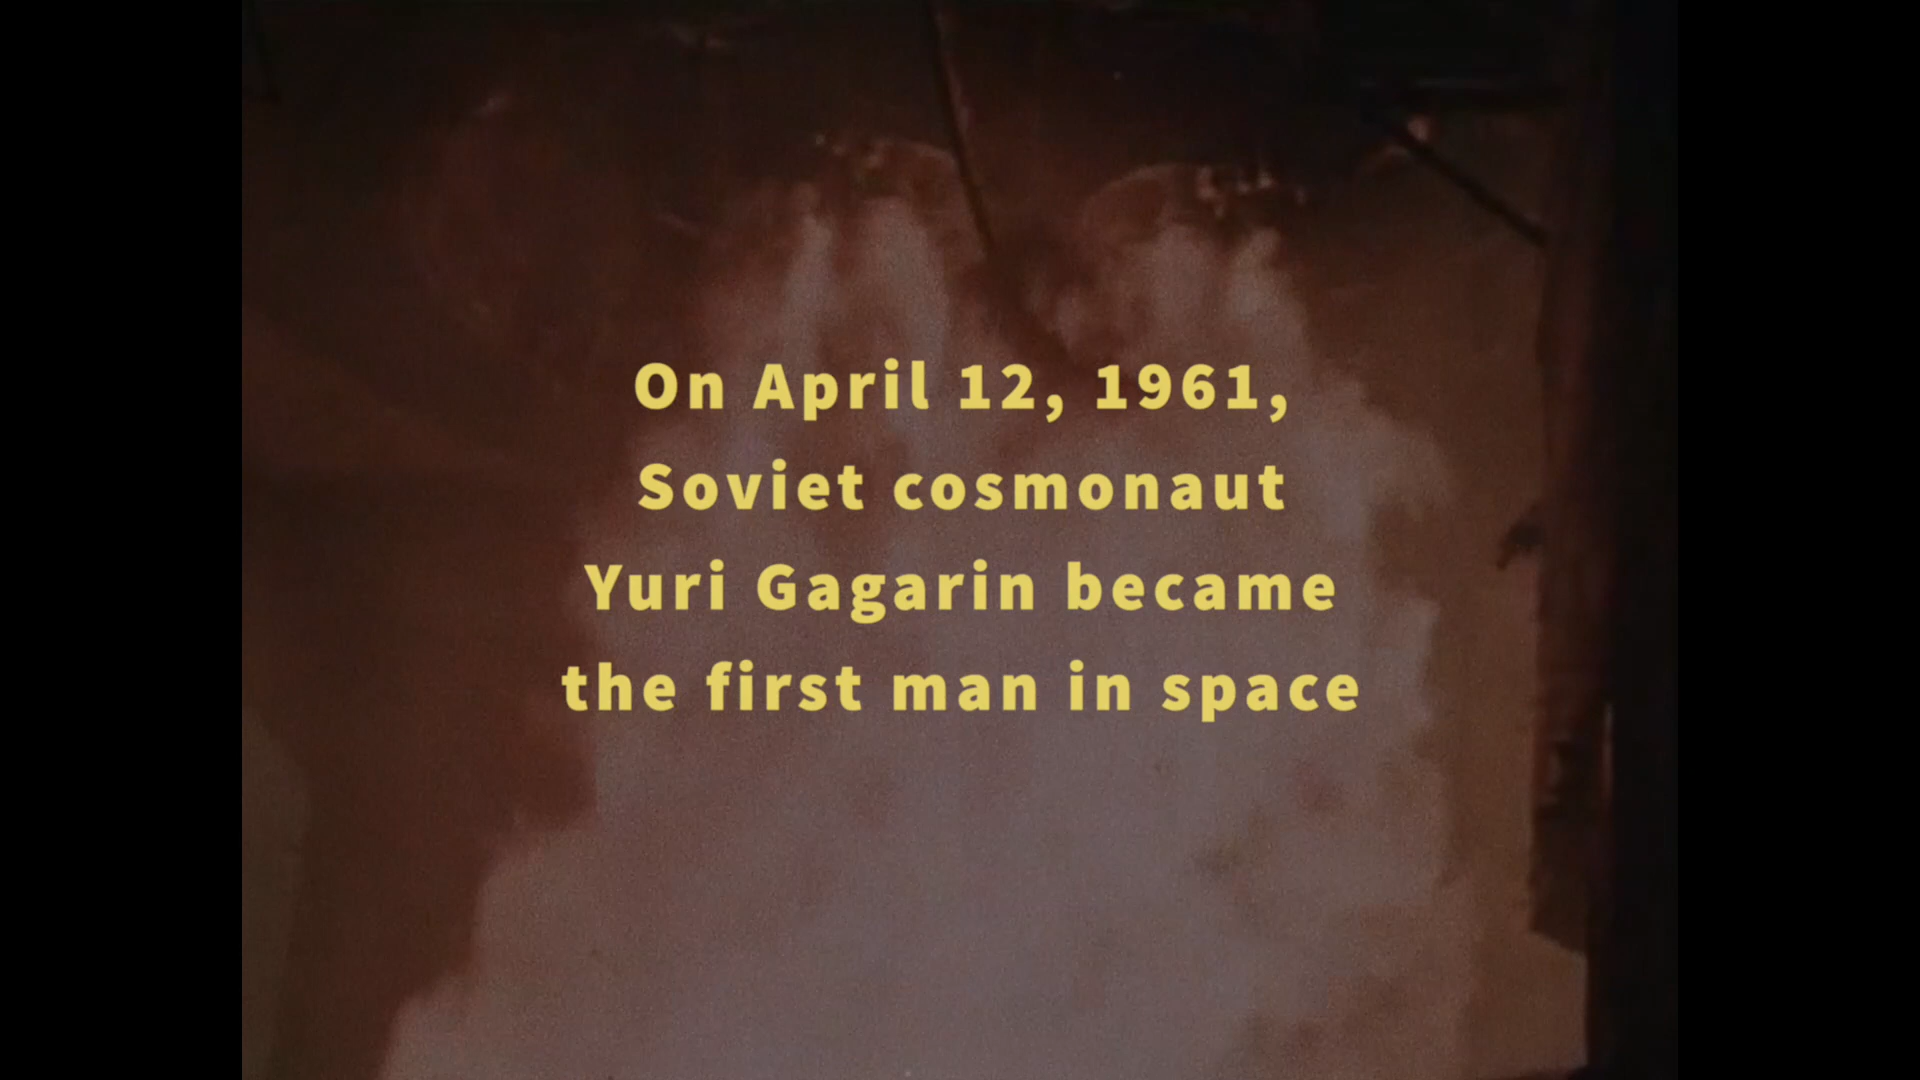 On April 12, 1961,
Soviet cosmonaut
Yuri Gagarin became
the first man in space